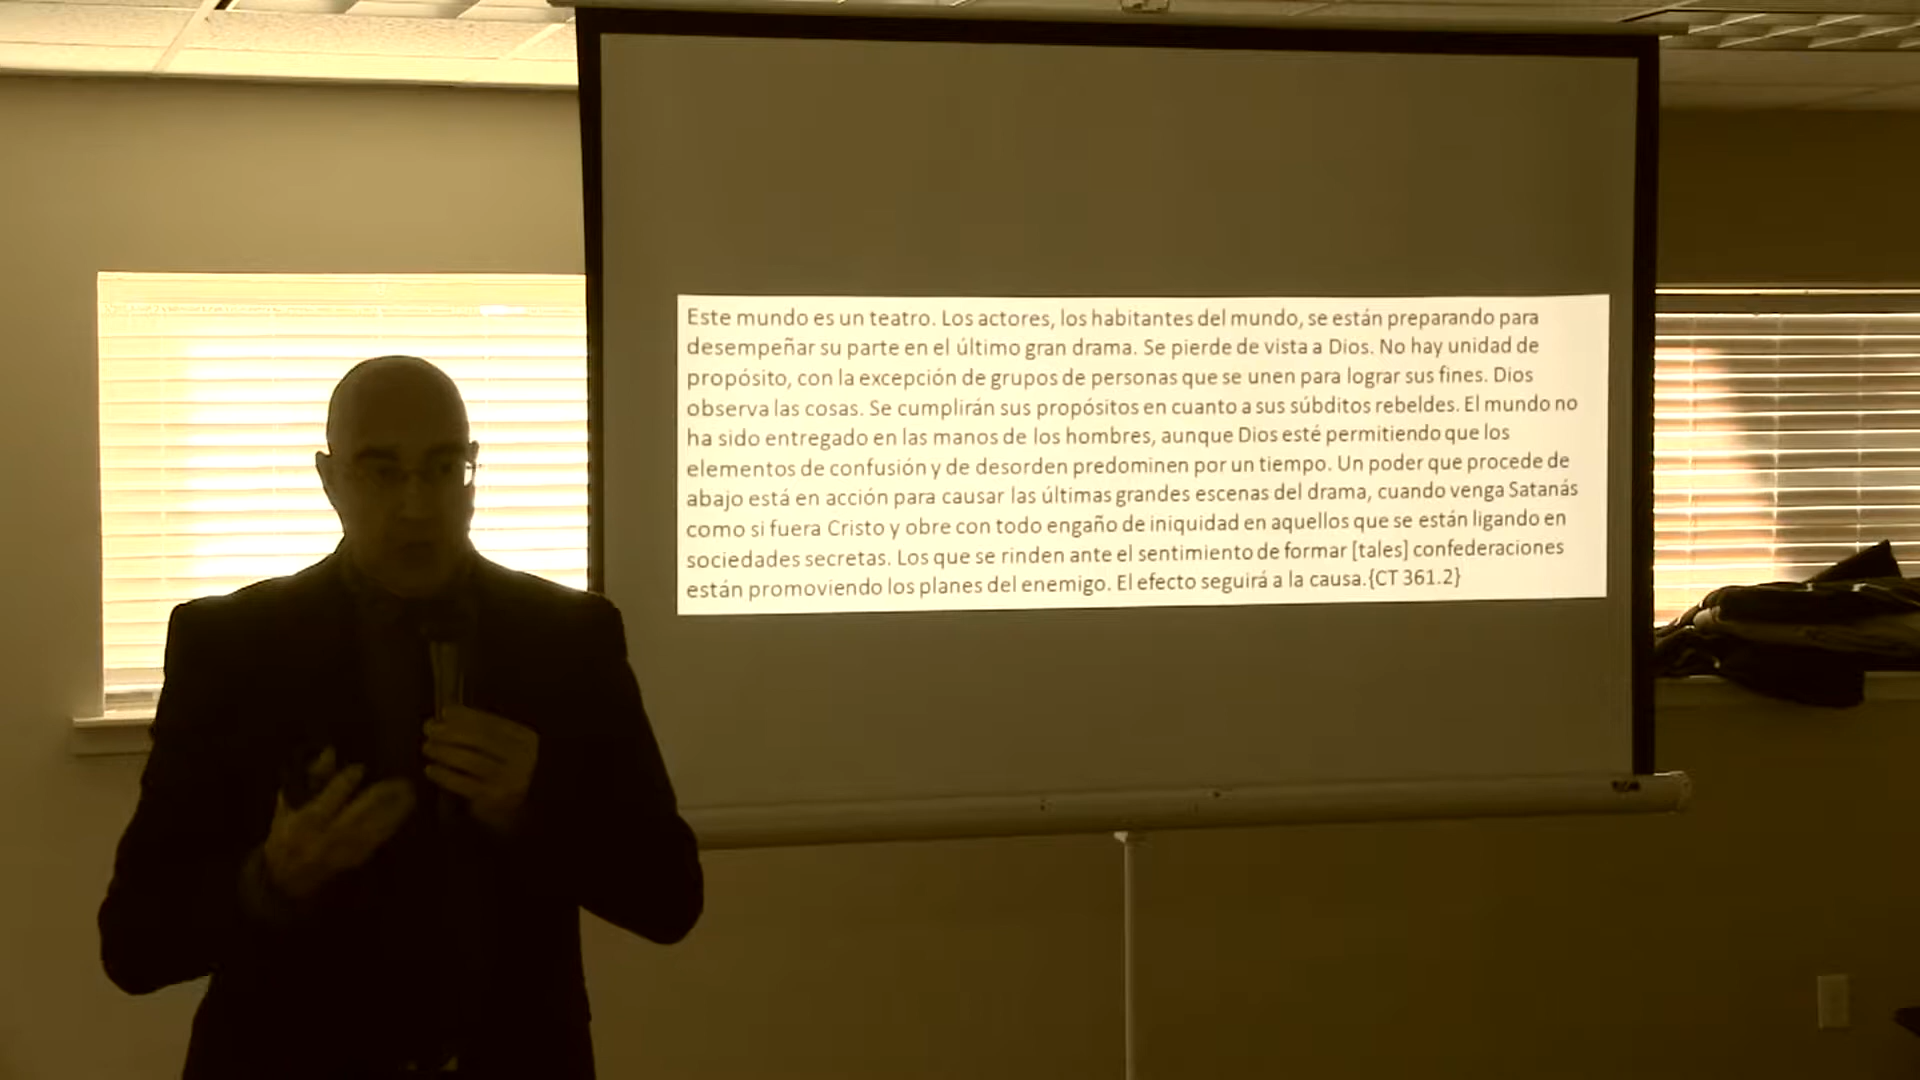 Este mundo es un teatro. Los actores, los habitantes del mundo, se están preparando para
desempeñar su parte en el último gran drama. Se pierde de vista a Dios. No hay unidad de
propósito, con la excepción de grupos de personas que se unen para lograr sus fines. Dios
observa las cosas. Se cumplirán sus propósitos en cuanto a sus súbditos rebeldes. El mundo no
ha sido entregado en las manos de los hombres, aunque Dios esté permitiendo que los
elementos de confusión y de desorden predominen por un tiempo. Un poder que procede de
abajo está en acción para causar las últimas grandes escenas del drama, cuando venga Satanás
como si fuera Cristo y obre con todo engaño de iniquidad en aquellos que se están ligando en
sociedades secretas. Los que se rinden ante el sentimiento de formar [tales] confederaciones
están promoviendo los planes del enemigo. El efecto seguirá a la causa.{CT 361.2}